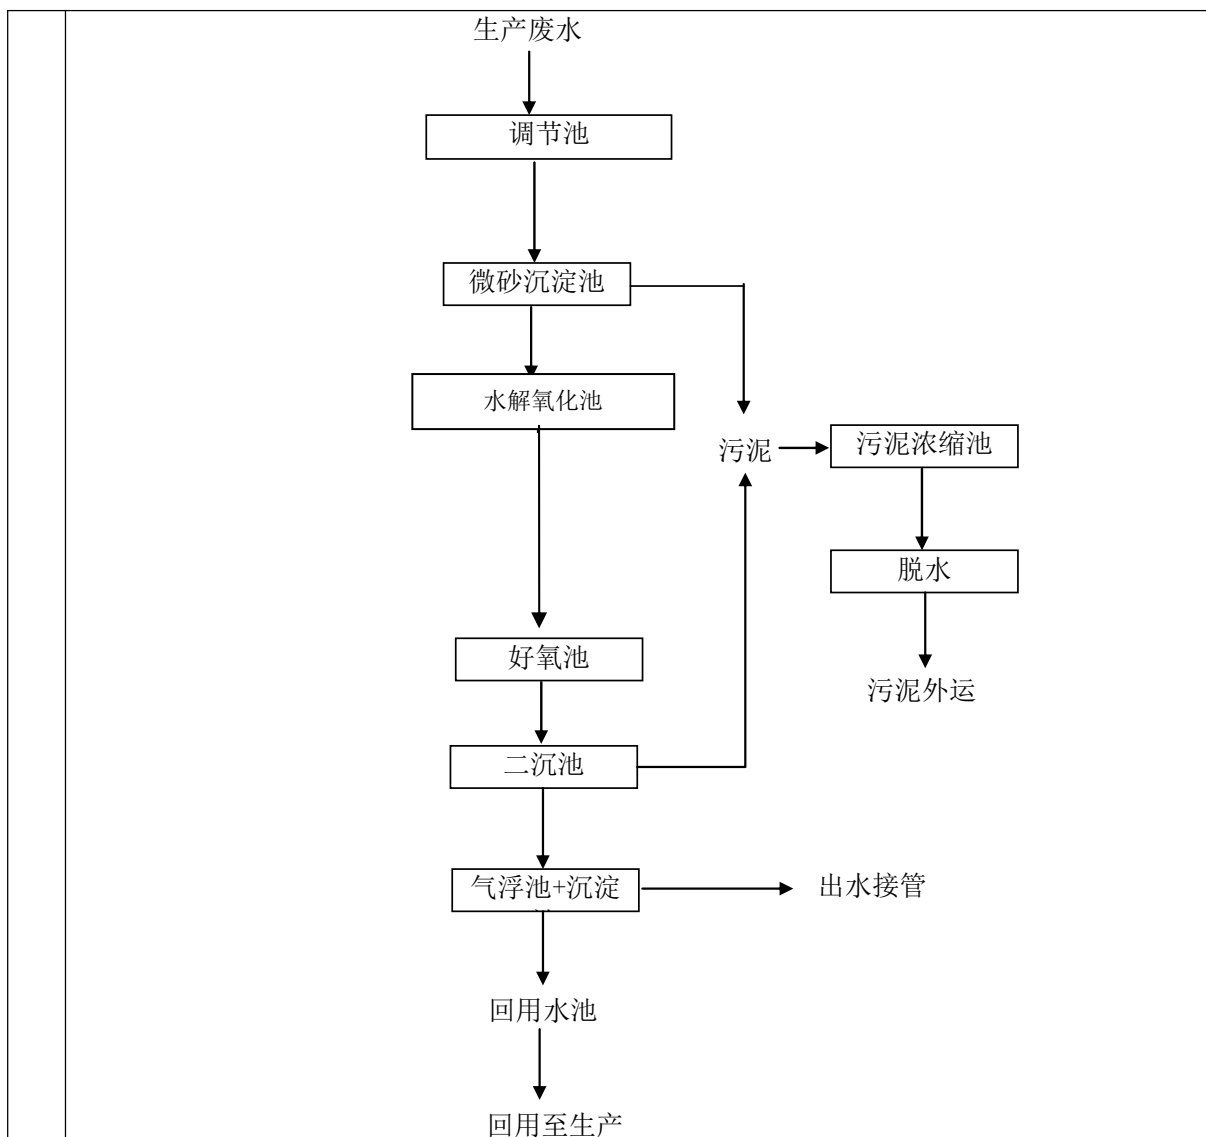 生产废水
调节池
微砂沉淀池
水解氧化池
污泥
污泥浓缩池
脱水
好氧池
污泥外运
二沉池
气浮池+沉淀
出水接管
回用水池
回用至生产